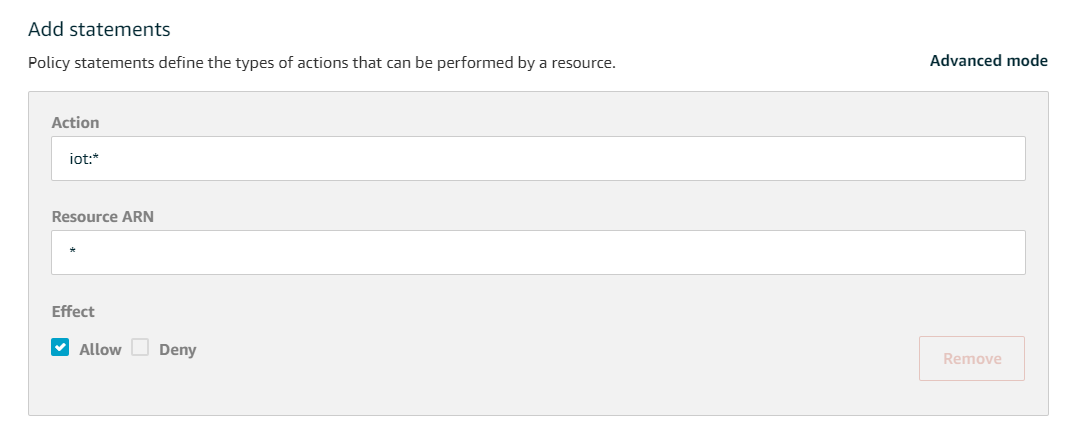 Add statements
Policy statements define the types of actions that can be performed by a resource.
Advanced mode
Action
iot:*
Resource ARN
*
Effect
Allow
Deny
Remove